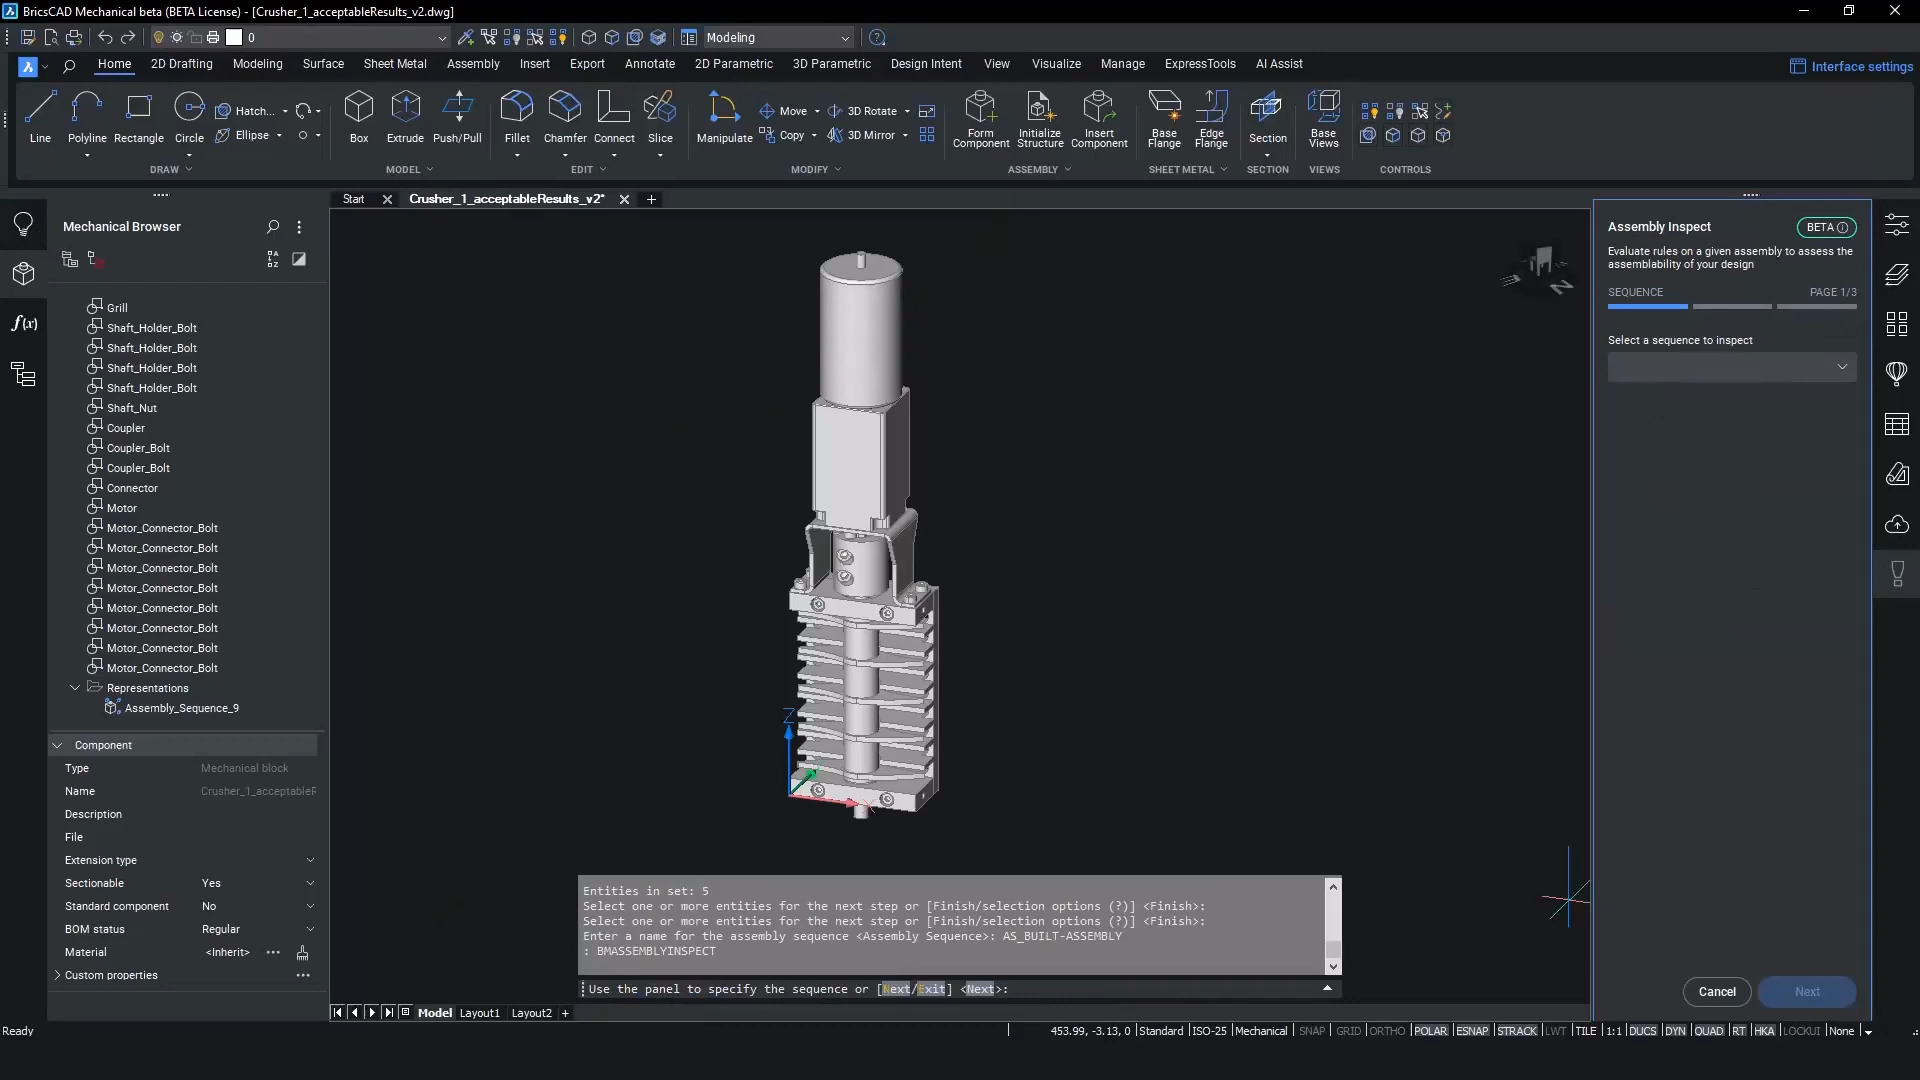 BricsCAD Mechanical beta (BETA License) - [Crusher_1_acceptableResults_v2.dwg]
0
Modeling
Home 2D Drafting Modeling Surface Sheet Metal Assembly Insert Export Annotate 2D Parametric 3D Parametric Design Intent View Visualize Manage ExpressTools AI Assist Interface settings
Line Polyline Rectangle Circle Hatch... Ellipse
Box Extrude Push/Pull
Fillet Chamfer Connect Slice
Manipulate Move Copy 3D Rotate 3D Mirror
Form Component Initialize Structure Insert Component
Base Flange Edge Flange
Section
Base Views
DRAW MODEL EDIT MODIFY ASSEMBLY SHEET METAL SECTION VIEWS CONTROLS
Start Crusher_1_acceptableResults_v2*
Mechanical Browser
f(x)
Grill
Shaft_Holder_Bolt
Shaft_Holder_Bolt
Shaft_Holder_Bolt
Shaft_Holder_Bolt
Shaft_Nut
Coupler
Coupler_Bolt
Coupler_Bolt
Connector
Motor
Motor_Connector_Bolt
Motor_Connector_Bolt
Motor_Connector_Bolt
Motor_Connector_Bolt
Motor_Connector_Bolt
Motor_Connector_Bolt
Motor_Connector_Bolt
Motor_Connector_Bolt
Representations
Assembly_Sequence_9
Component
Type Mechanical block
Name Crusher_1_acceptableR
Description
File
Extension type
Sectionable Yes
Standard component No
BOM status Regular
Material <Inherit>
Custom properties
Z
X
Entities in set: 5
Select one or more entities for the next step or [Finish/selection options (?)] <Finish>:
Select one or more entities for the next step or [Finish/selection options (?)] <Finish>:
Enter a name for the assembly sequence <Assembly Sequence>: AS_BUILT-ASSEMBLY
: BMASSEMBLYINSPECT
Use the panel to specify the sequence or [Next/Exit] <Next>:
Model Layout1 Layout2 +
Assembly Inspect BETA
Evaluate rules on a given assembly to assess the
assemblability of your design
SEQUENCE PAGE 1/3
Select a sequence to inspect
Cancel Next
Ready 453.99, -3.13, 0 Standard ISO-25 Mechanical SNAP GRID ORTHO POLAR ESNAP STRACK LWT TILE 1:1 DUCS DYN QUAD RT HKA LOCKUI None